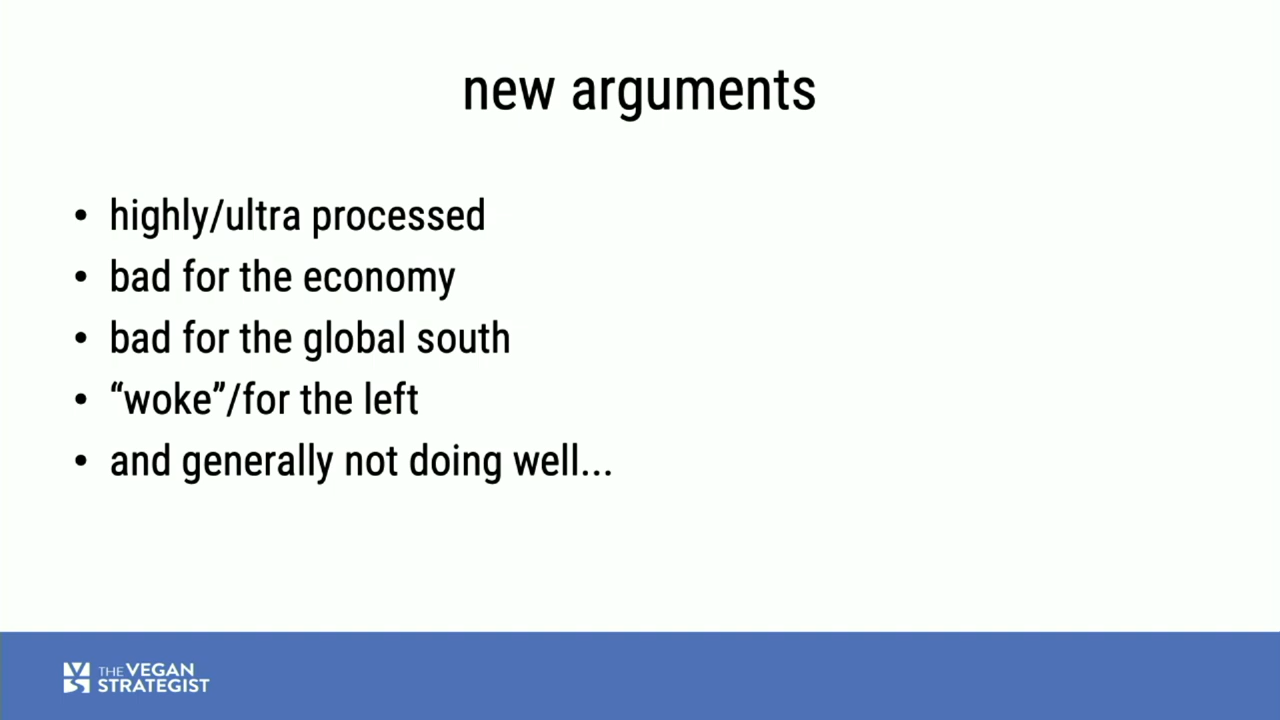 new arguments
• highly/ultra processed
• bad for the economy
• bad for the global south
• “woke”/for the left
• and generally not doing well...
THE VEGAN
STRATEGIST